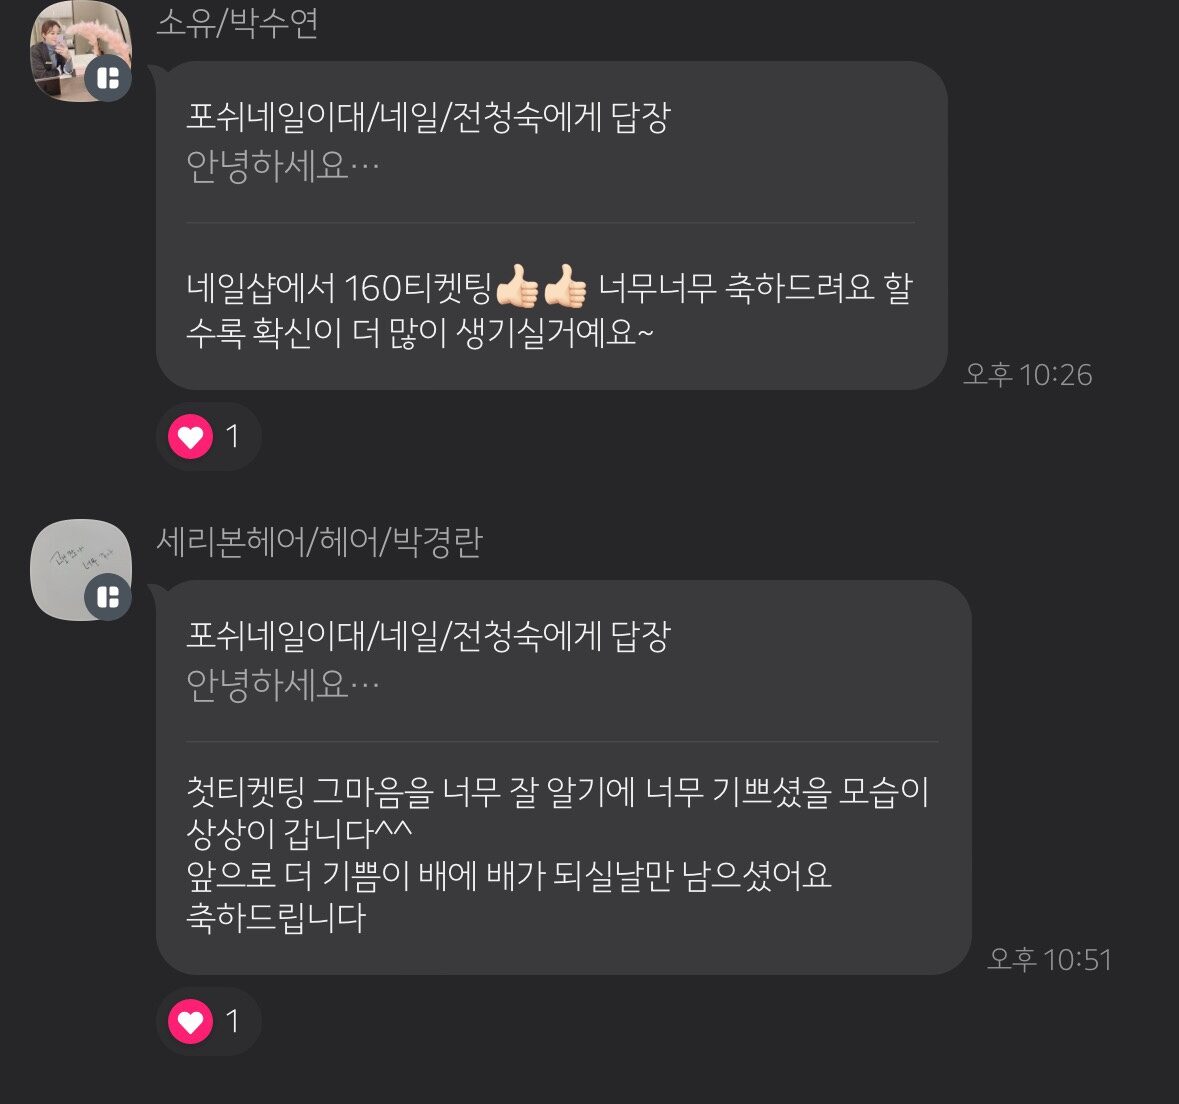 소유/박수연
포쉬네일이대/네일/전청숙에게 답장
안녕하세요…
네일샵에서 160티켓팅👍🏻👍🏻 너무너무 축하드려요 할
수록 확신이 더 많이 생기실거예요~
오후 10:26
1
세리본헤어/헤어/박경란
포쉬네일이대/네일/전청숙에게 답장
안녕하세요…
첫티켓팅 그마음을 너무 잘 알기에 너무 기쁘셨을 모습이
상상이 갑니다^^
앞으로 더 기쁨이 배에 배가 되실날만 남으셨어요
축하드립니다
오후 10:51
1